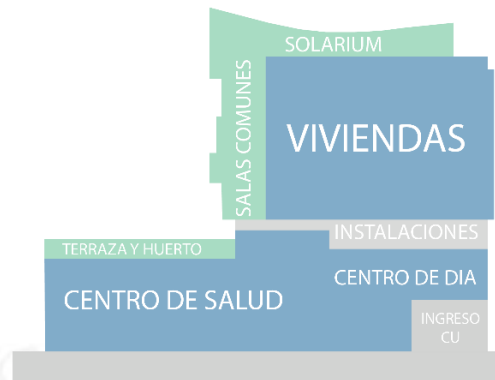 SOLARIUM
SALAS COMUNES
VIVIENDAS
INSTALACIONES
TERRAZA Y HUERTO
CENTRO DE DIA
CENTRO DE SALUD
INGRESO
CU